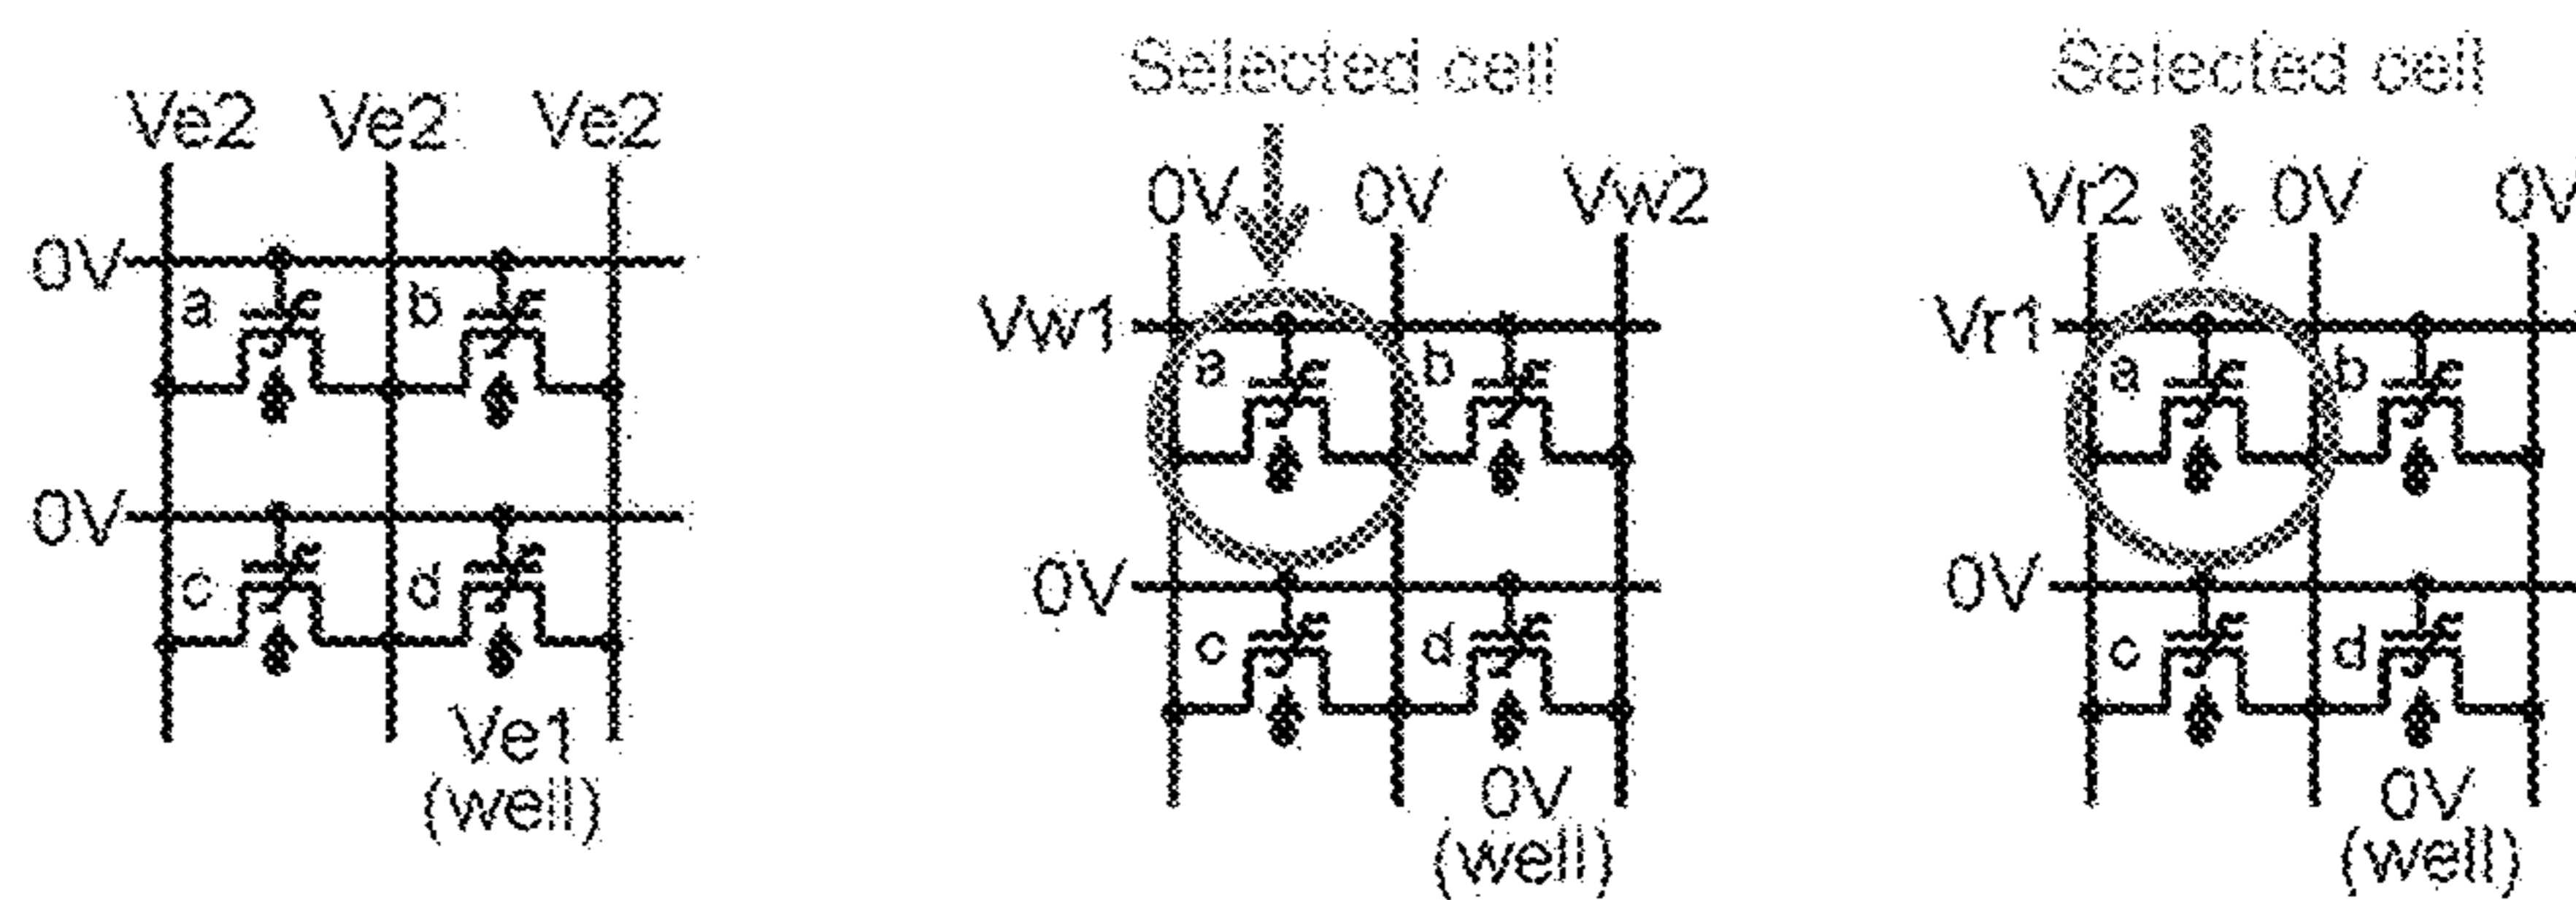 Selected cell Selected cell
Ve2 Ve2 Ve2
0V 0V Vw2 Vr2 0V 0V
0V
a b
Vw1 Vr1
a b a b
0V
c d
0V 0V
c d c d
Ve1
(well)
0V 0V
(well) (well)